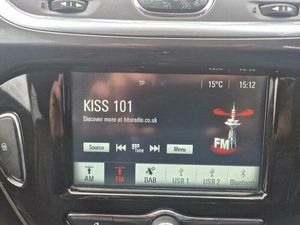 TP
15°C
15:12
KISS 101
Discover more at hitsradio.co.uk
FM
Source
Tune
Menu
AM
FM
DAB
USB 1
USB 2
Bluetooth